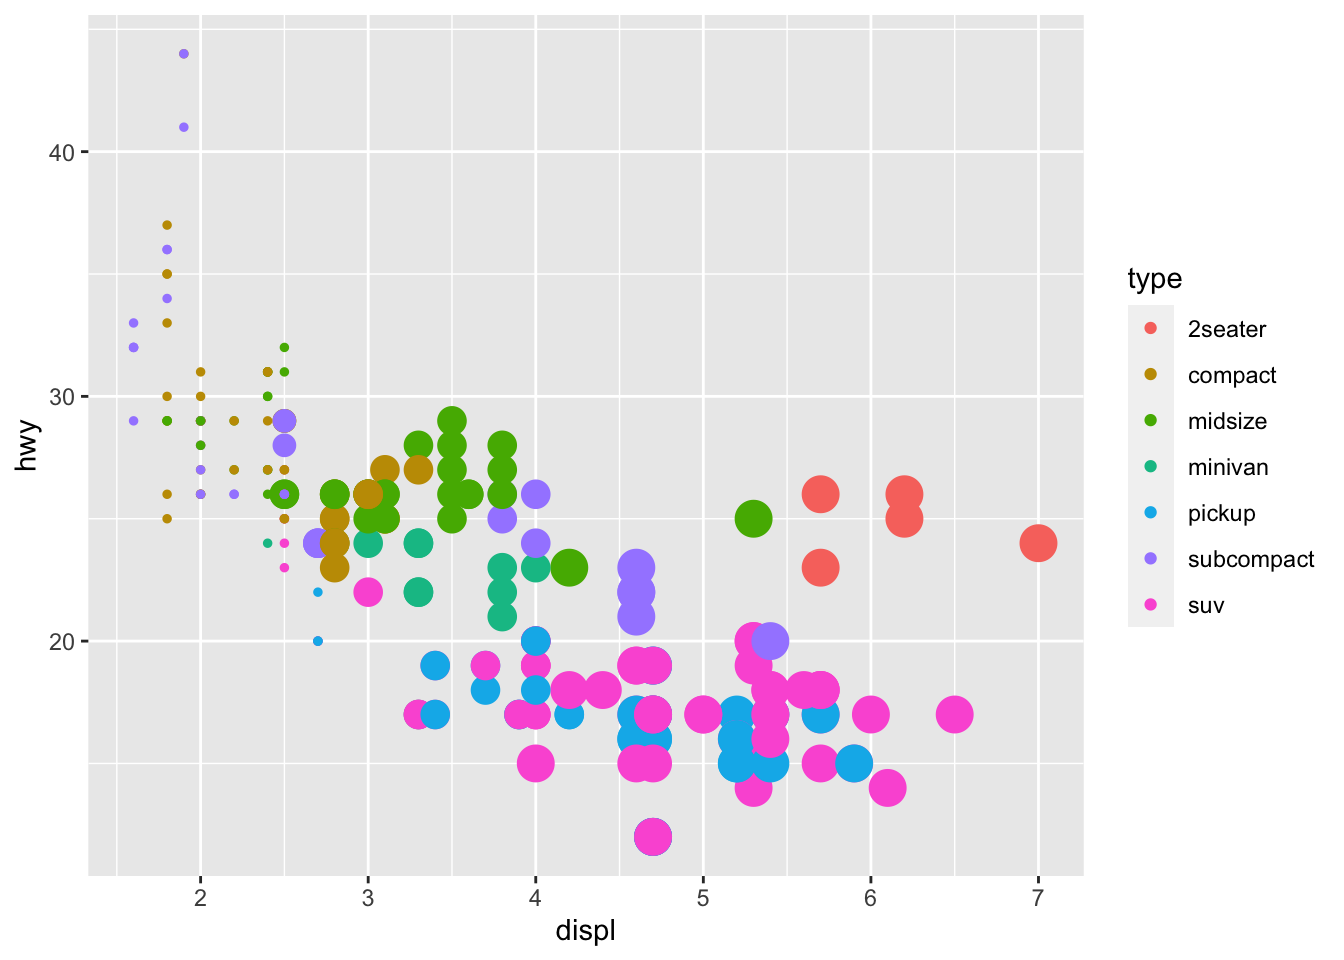 40
30
20
hwy
2 3 4 5 6 7
displ
type
2seater
compact
midsize
minivan
pickup
subcompact
suv